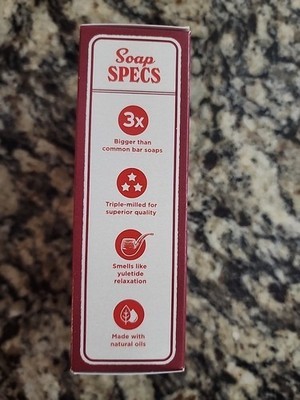 Soap
SPECS
3x
Bigger than
common bar soaps
Triple-milled for
superior quality
Smells like
yuletide
relaxation
Made with
natural oils